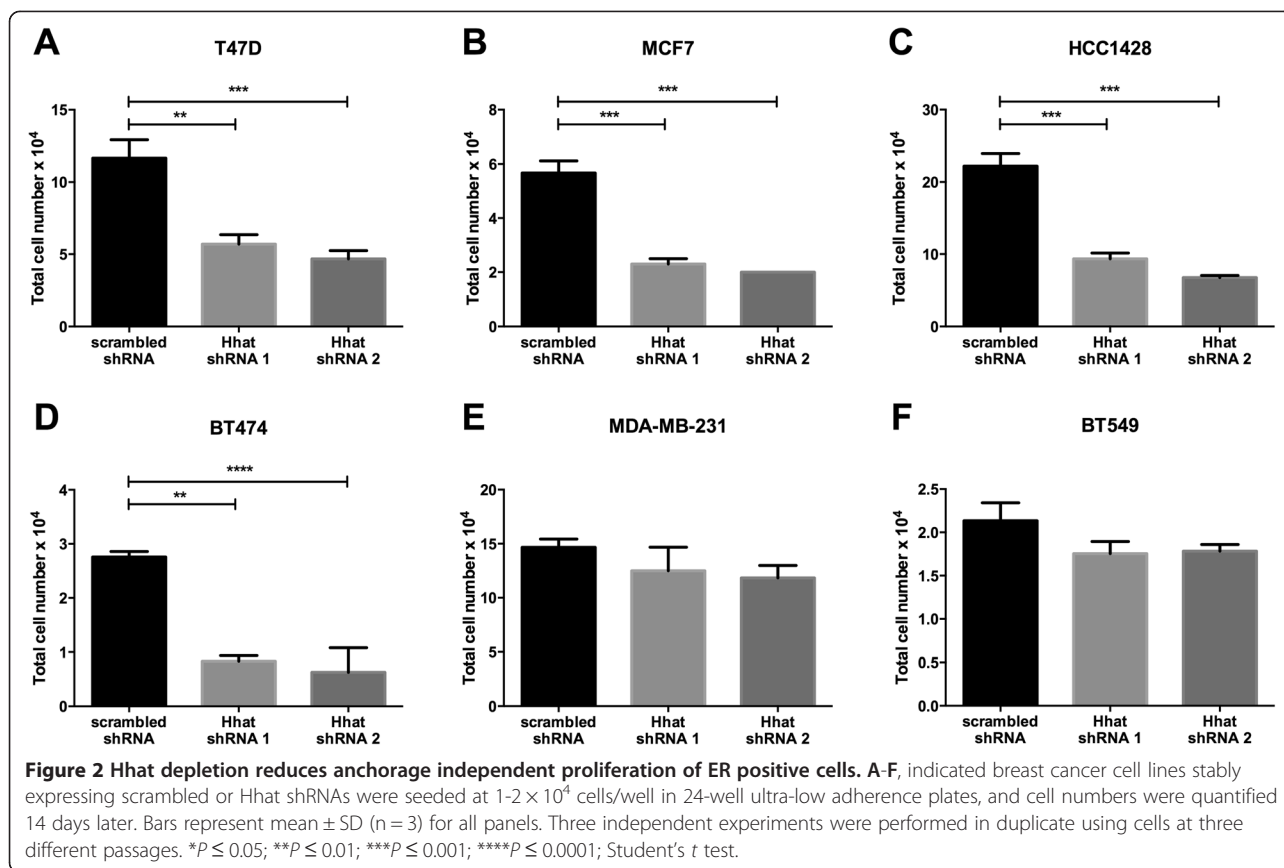 A
T47D
***
**
Total cell number x 10⁴
15
10
5
0
scrambled shRNA
Hhat shRNA 1
Hhat shRNA 2
B
MCF7
***
***
Total cell number x 10⁴
8
6
4
2
0
scrambled shRNA
Hhat shRNA 1
Hhat shRNA 2
C
HCC1428
***
***
Total cell number x 10⁴
30
20
10
0
scrambled shRNA
Hhat shRNA 1
Hhat shRNA 2
D
BT474
****
**
Total cell number x 10⁴
4
3
2
1
0
scrambled shRNA
Hhat shRNA 1
Hhat shRNA 2
E
MDA-MB-231
Total cell number x 10⁴
20
15
10
5
0
scrambled shRNA
Hhat shRNA 1
Hhat shRNA 2
F
BT549
Total cell number x 10⁴
2.5
2.0
1.5
1.0
0.5
0.0
scrambled shRNA
Hhat shRNA 1
Hhat shRNA 2
Figure 2 Hhat depletion reduces anchorage independent proliferation of ER positive cells. A-F, indicated breast cancer cell lines stably
expressing scrambled or Hhat shRNAs were seeded at 1-2 × 10⁴ cells/well in 24-well ultra-low adherence plates, and cell numbers were quantified
14 days later. Bars represent mean ± SD (n = 3) for all panels. Three independent experiments were performed in duplicate using cells at three
different passages. *P ≤ 0.05; **P ≤ 0.01; ***P ≤ 0.001; ****P ≤ 0.0001; Student's t test.